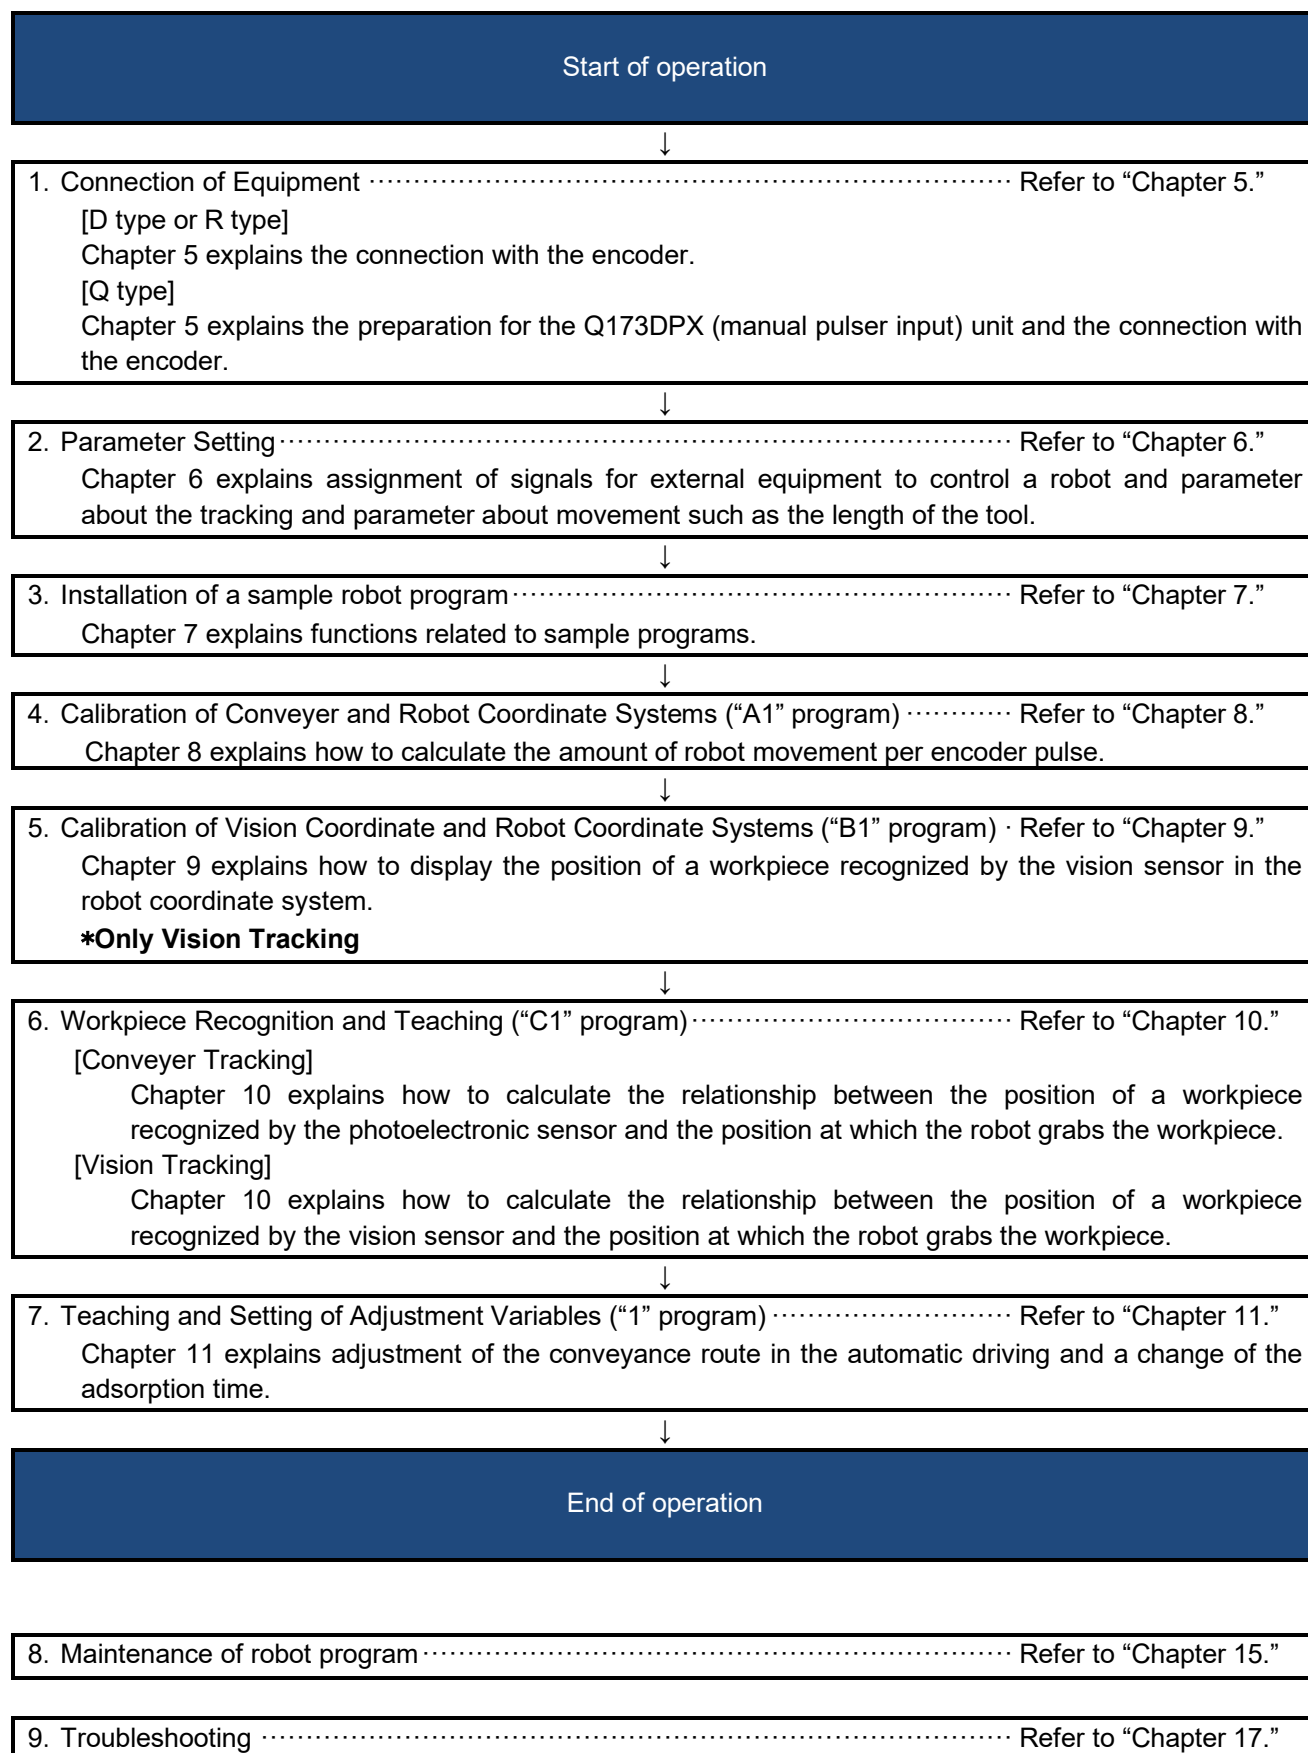 Start of operation
↓
1. Connection of Equipment ······································································· Refer to “Chapter 5.”
[D type or R type]
Chapter 5 explains the connection with the encoder.
[Q type]
Chapter 5 explains the preparation for the Q173DPX (manual pulser input) unit and the connection with
the encoder.
↓
2. Parameter Setting ················································································· Refer to “Chapter 6.”
Chapter 6 explains assignment of signals for external equipment to control a robot and parameter
about the tracking and parameter about movement such as the length of the tool.
↓
3. Installation of a sample robot program ······················································· Refer to “Chapter 7.”
Chapter 7 explains functions related to sample programs.
↓
4. Calibration of Conveyer and Robot Coordinate Systems (“A1” program) ············ Refer to “Chapter 8.”
Chapter 8 explains how to calculate the amount of robot movement per encoder pulse.
↓
5. Calibration of Vision Coordinate and Robot Coordinate Systems (“B1” program) · Refer to “Chapter 9.”
Chapter 9 explains how to display the position of a workpiece recognized by the vision sensor in the
robot coordinate system.
*Only Vision Tracking
↓
6. Workpiece Recognition and Teaching (“C1” program) ··································· Refer to “Chapter 10.”
[Conveyer Tracking]
Chapter 10 explains how to calculate the relationship between the position of a workpiece
recognized by the photoelectronic sensor and the position at which the robot grabs the workpiece.
[Vision Tracking]
Chapter 10 explains how to calculate the relationship between the position of a workpiece
recognized by the vision sensor and the position at which the robot grabs the workpiece.
↓
7. Teaching and Setting of Adjustment Variables (“1” program) ··························· Refer to “Chapter 11.”
Chapter 11 explains adjustment of the conveyance route in the automatic driving and a change of the
adsorption time.
↓
End of operation
8. Maintenance of robot program ································································· Refer to “Chapter 15.”
9. Troubleshooting ··················································································· Refer to “Chapter 17.”